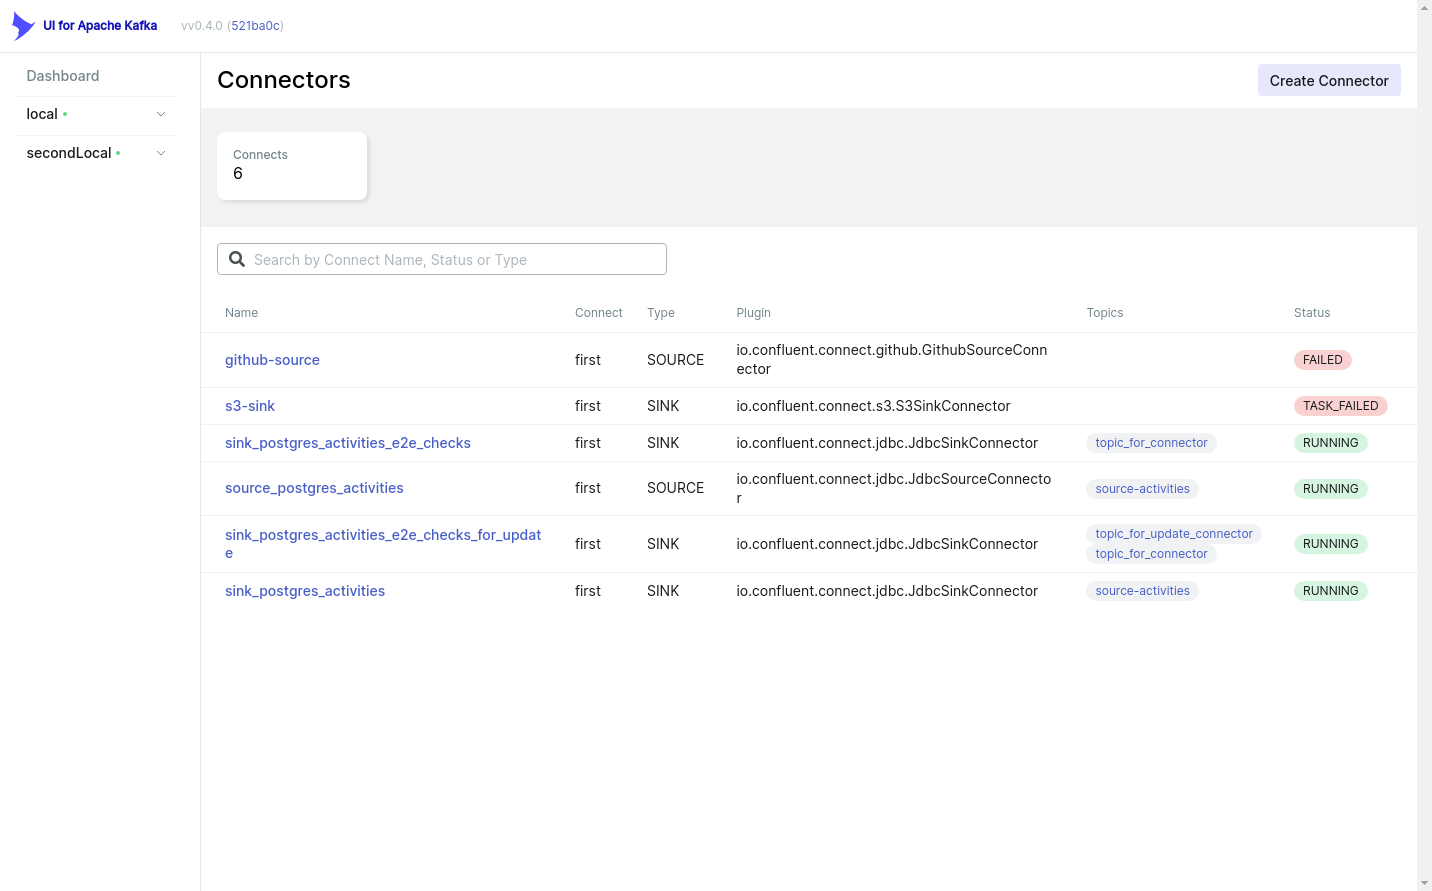 UI for Apache Kafka vv0.4.0 (521ba0c)
Dashboard
local
secondLocal
Connectors
Create Connector
Connects
6
Search by Connect Name, Status or Type
Name Connect Type Plugin Topics Status
github-source first SOURCE io.confluent.connect.github.GithubSourceConn
ector FAILED
s3-sink first SINK io.confluent.connect.s3.S3SinkConnector TASK_FAILED
sink_postgres_activities_e2e_checks first SINK io.confluent.connect.jdbc.JdbcSinkConnector topic_for_connector RUNNING
source_postgres_activities first SOURCE io.confluent.connect.jdbc.JdbcSourceConnecto
r source-activities RUNNING
sink_postgres_activities_e2e_checks_for_updat
e first SINK io.confluent.connect.jdbc.JdbcSinkConnector topic_for_update_connector
topic_for_connector RUNNING
sink_postgres_activities first SINK io.confluent.connect.jdbc.JdbcSinkConnector source-activities RUNNING